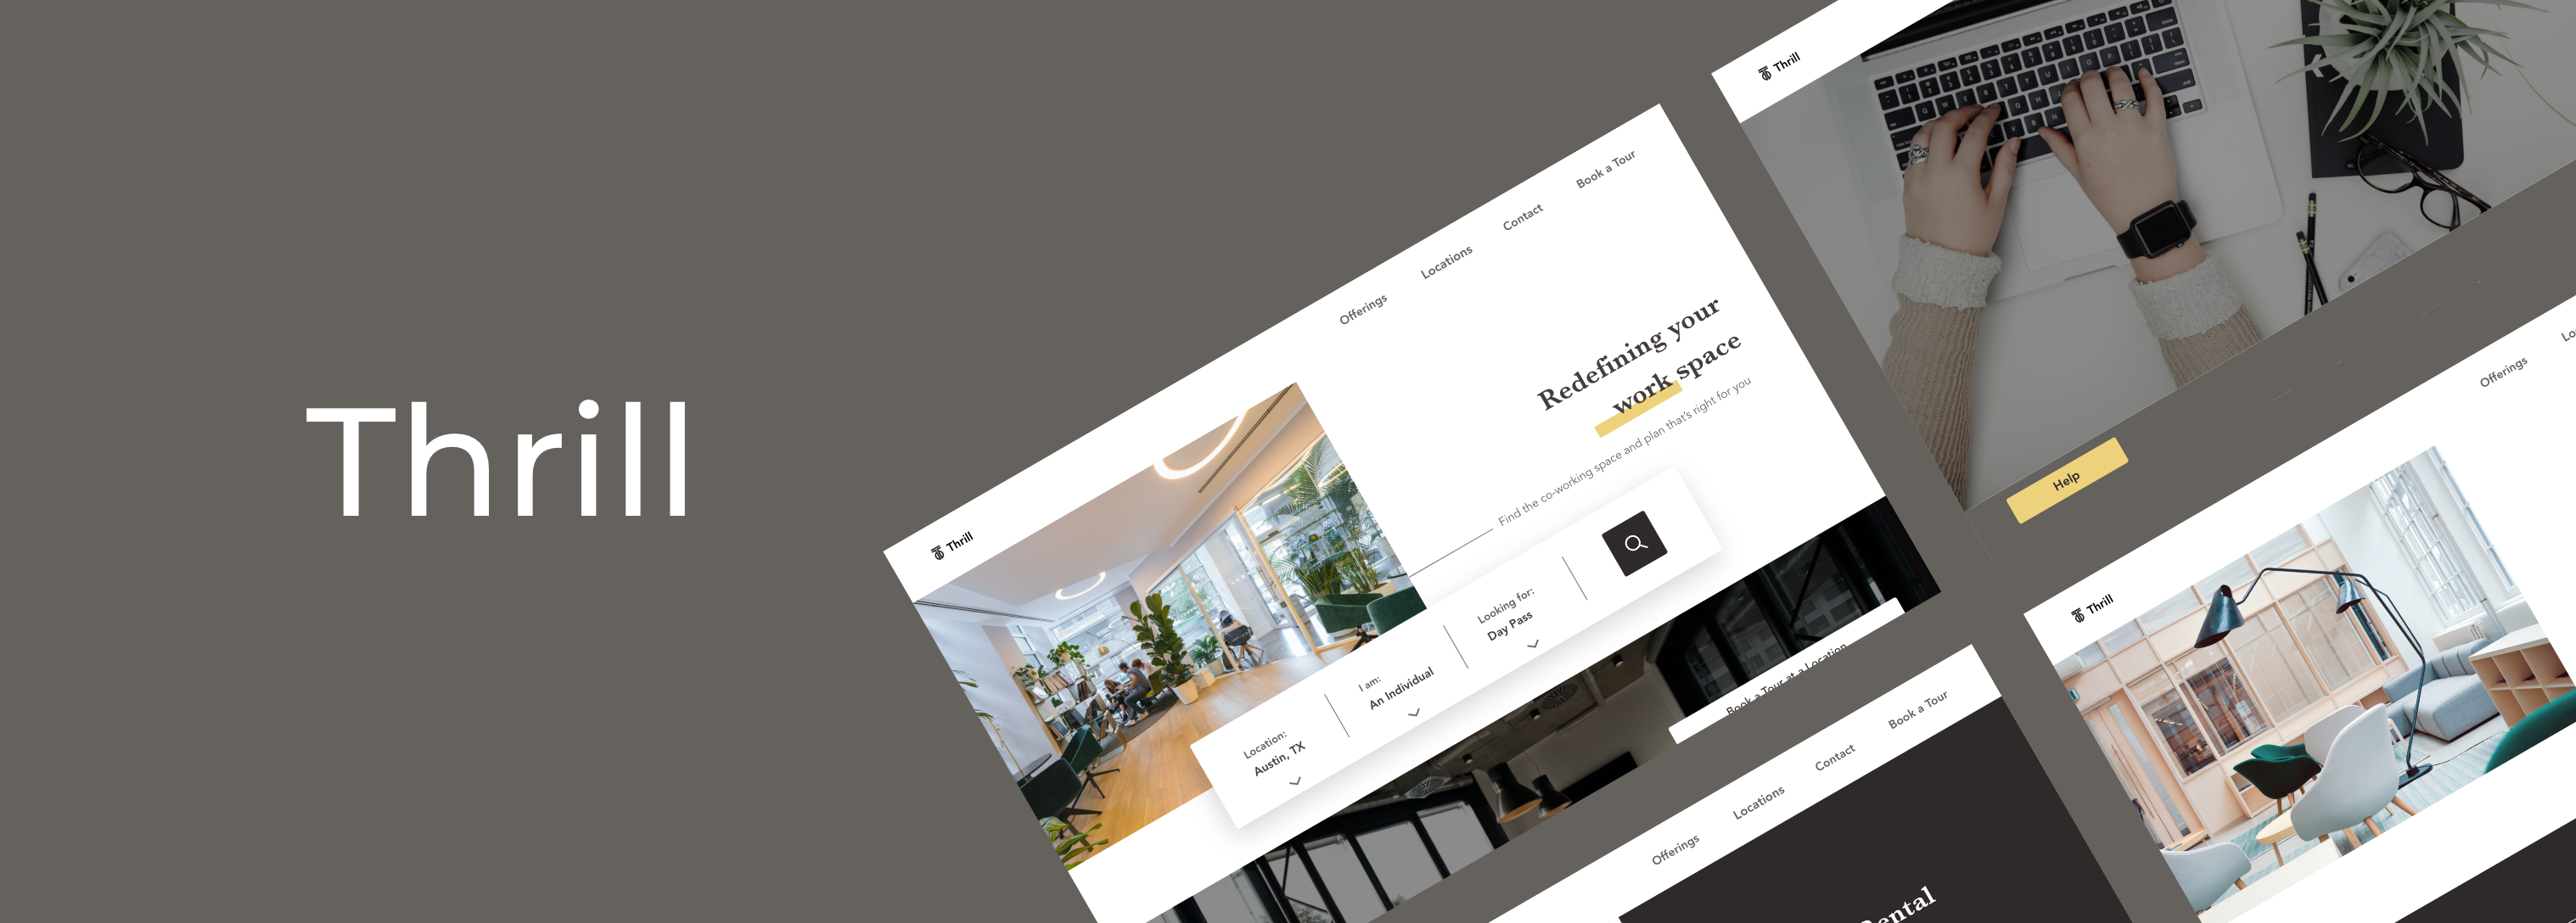 Thrill
Thrill
Offerings
Locations
Contact
Book a Tour
Redefining your
work space
Find the co-working space and plan that's right for you
Location:
Austin, TX
I am:
An Individual
Looking for:
Day Pass
Book a Tour at a Location
Thrill
Help
Offerings
Locations
Contact
Book a Tour
Thrill
Offerings